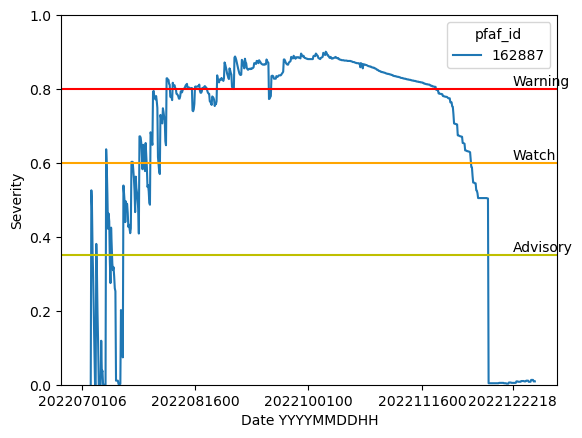 1.0
pfaf_id
162887
Warning
0.8
Watch
0.6
Severity
0.4
Advisory
0.2
0.0
2022070106 2022081600 2022100100 2022111600 2022122218
Date YYYYMMDDHH